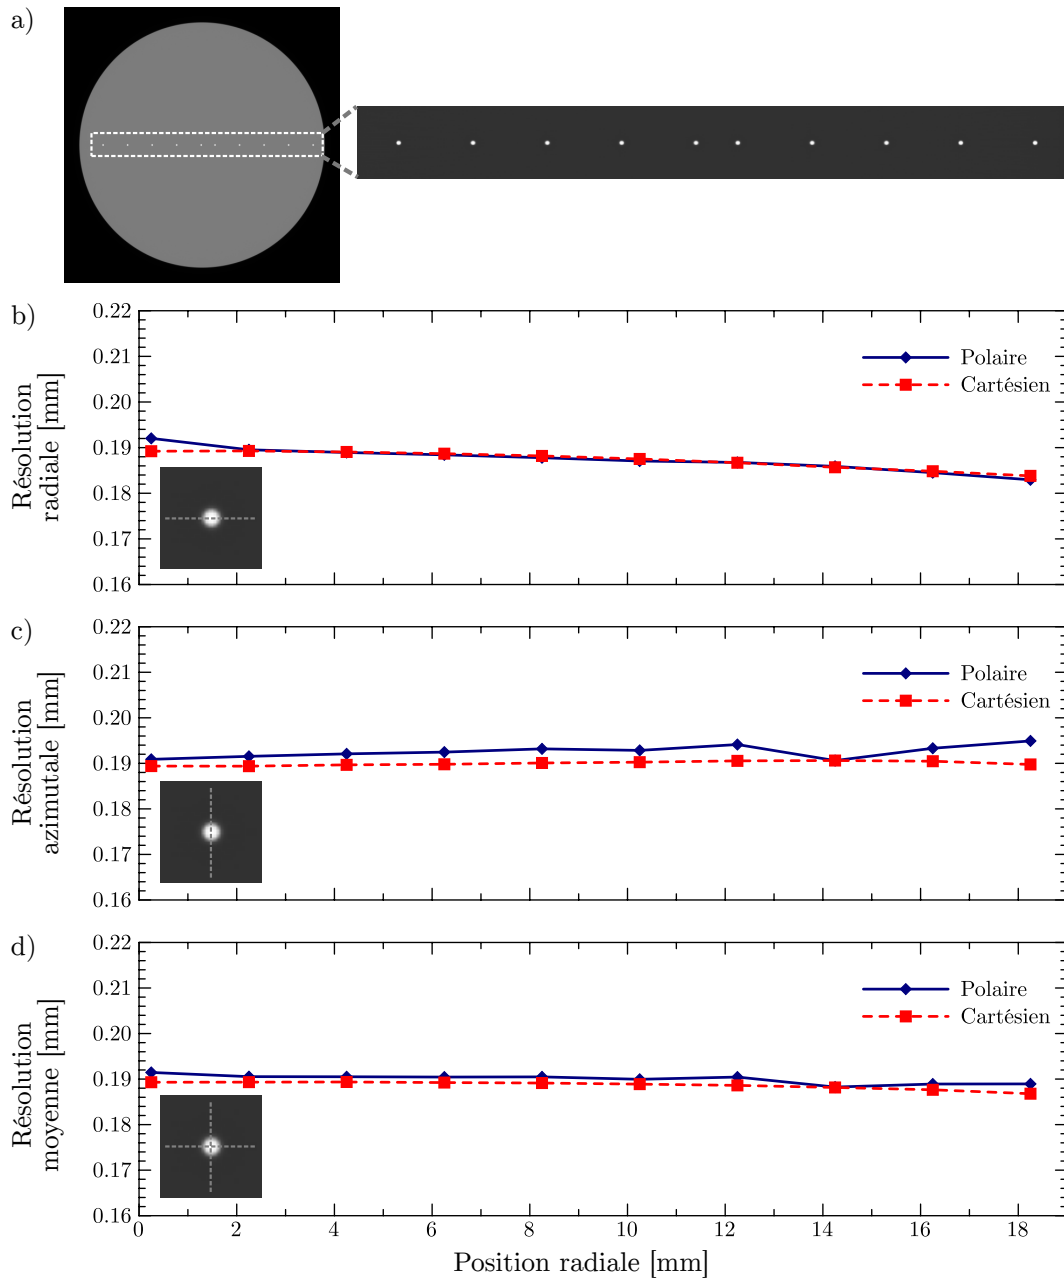 a)
b)
Résolution
radiale [mm]
0.22
0.21
0.20
0.19
0.18
0.17
0.16
Polaire
Cartésien
c)
Résolution
azimutale [mm]
0.22
0.21
0.20
0.19
0.18
0.17
0.16
Polaire
Cartésien
d)
Résolution
moyenne [mm]
0.22
0.21
0.20
0.19
0.18
0.17
0.16
Polaire
Cartésien
0 2 4 6 8 10 12 14 16 18
Position radiale [mm]